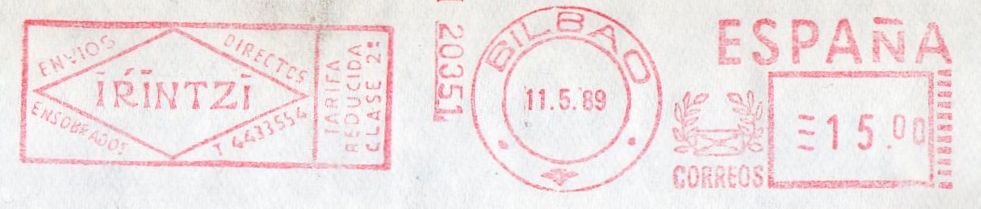 ENVIOS DIRECTOS
IRINTZI
ENSOBRADOS T 4433554
TARIFA
REDUCIDA
CLASE 2ª
20351
BILBAO
11.5.89
ESPAÑA
15.00
CORREOS